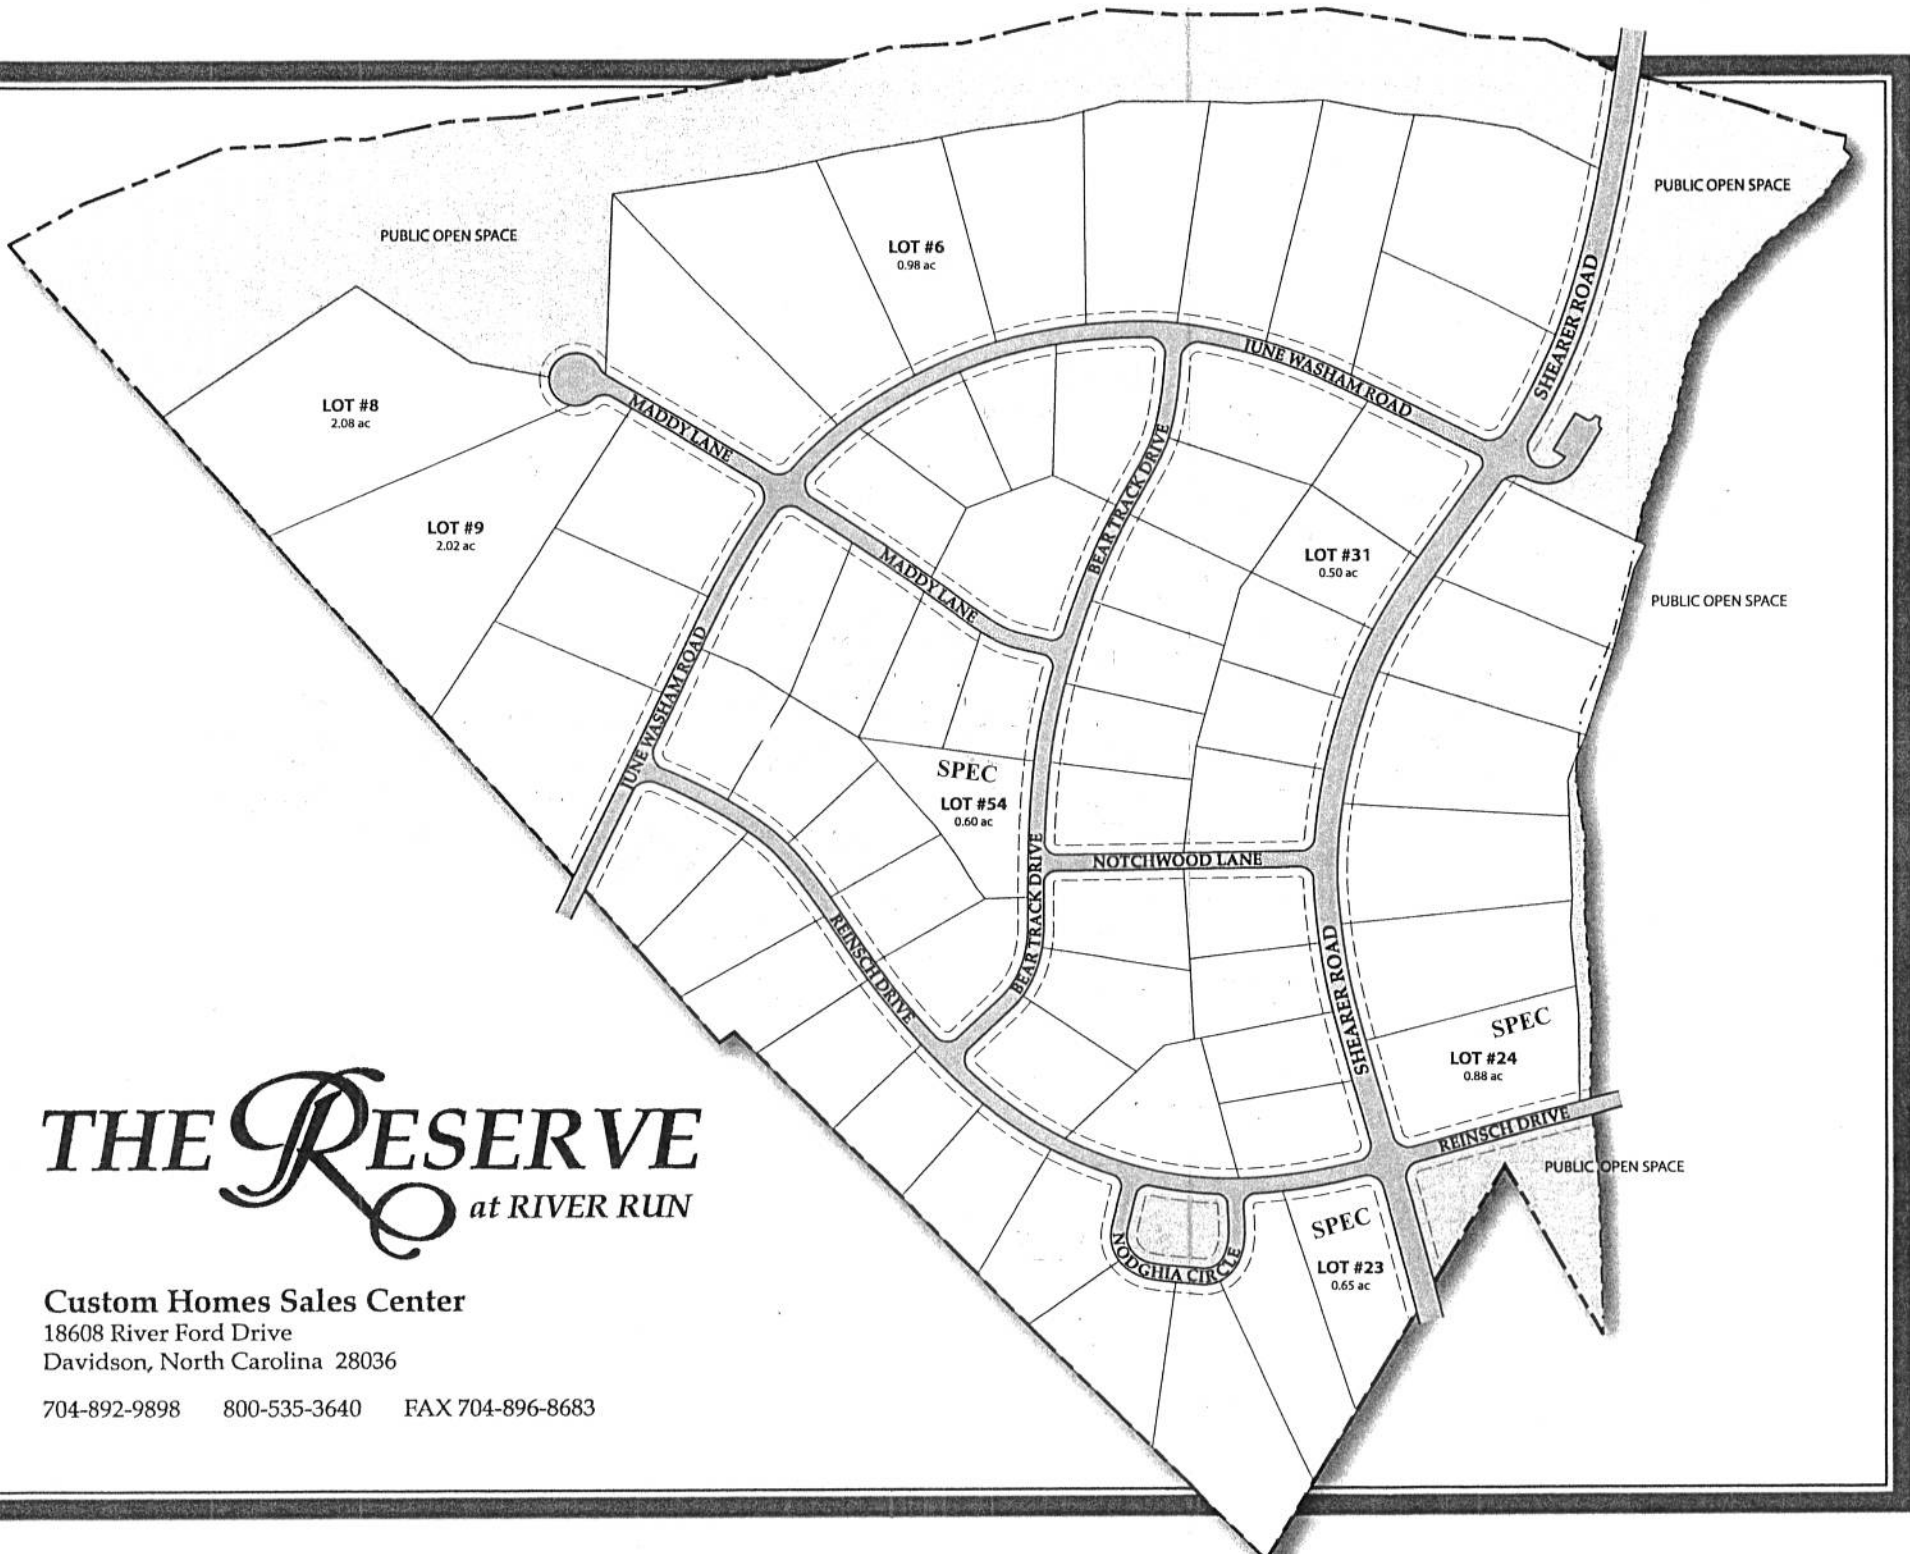 PUBLIC OPEN SPACE
PUBLIC OPEN SPACE
LOT #6
0.98 ac
SHEARER ROAD
JUNE WASHAM ROAD
LOT #8
2.08 ac
MADDY LANE
BEAR TRACK DRIVE
LOT #9
2.02 ac
MADDY LANE
LOT #31
0.50 ac
PUBLIC OPEN SPACE
JUNE WASHAM ROAD
SPEC
LOT #54
0.60 ac
NOTCHWOOD LANE
BEAR TRACK DRIVE
REINSCH DRIVE
SHEARER ROAD
SPEC
LOT #24
0.88 ac
REINSCH DRIVE
PUBLIC OPEN SPACE
NODGHIA CIRCLE
SPEC
LOT #23
0.65 ac
THE RESERVE
at RIVER RUN
Custom Homes Sales Center
18608 River Ford Drive
Davidson, North Carolina 28036
704-892-9898 800-535-3640 FAX 704-896-8683